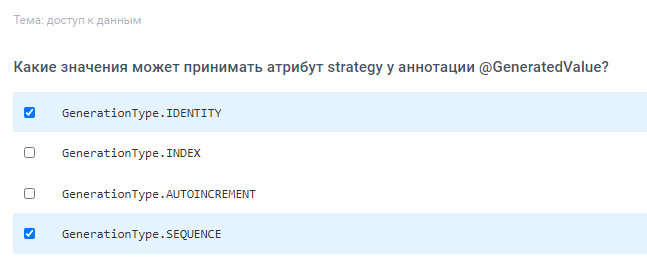 Тема: доступ к данным
Какие значения может принимать атрибут strategy у аннотации @GeneratedValue?
GenerationType.IDENTITY
GenerationType.INDEX
GenerationType.AUTOINCREMENT
GenerationType.SEQUENCE